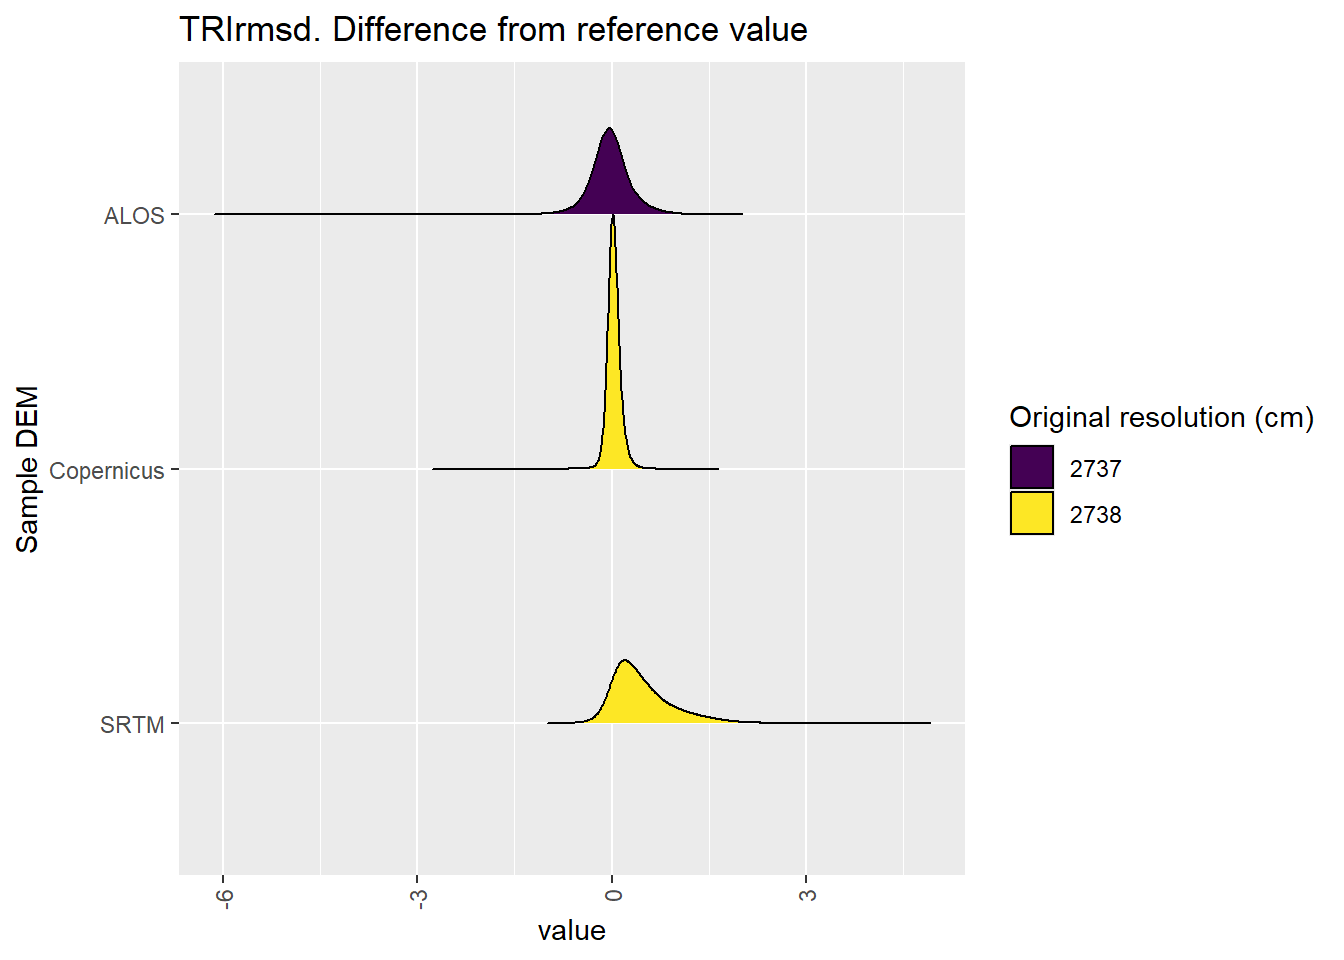 TRIrmsd. Difference from reference value
ALOS
Copernicus
SRTM
Sample DEM
-6
-3
0
3
value
Original resolution (cm)
2737
2738